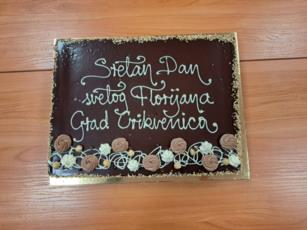 Sretan Dan
svetog Florijana
Grad Crikvenica